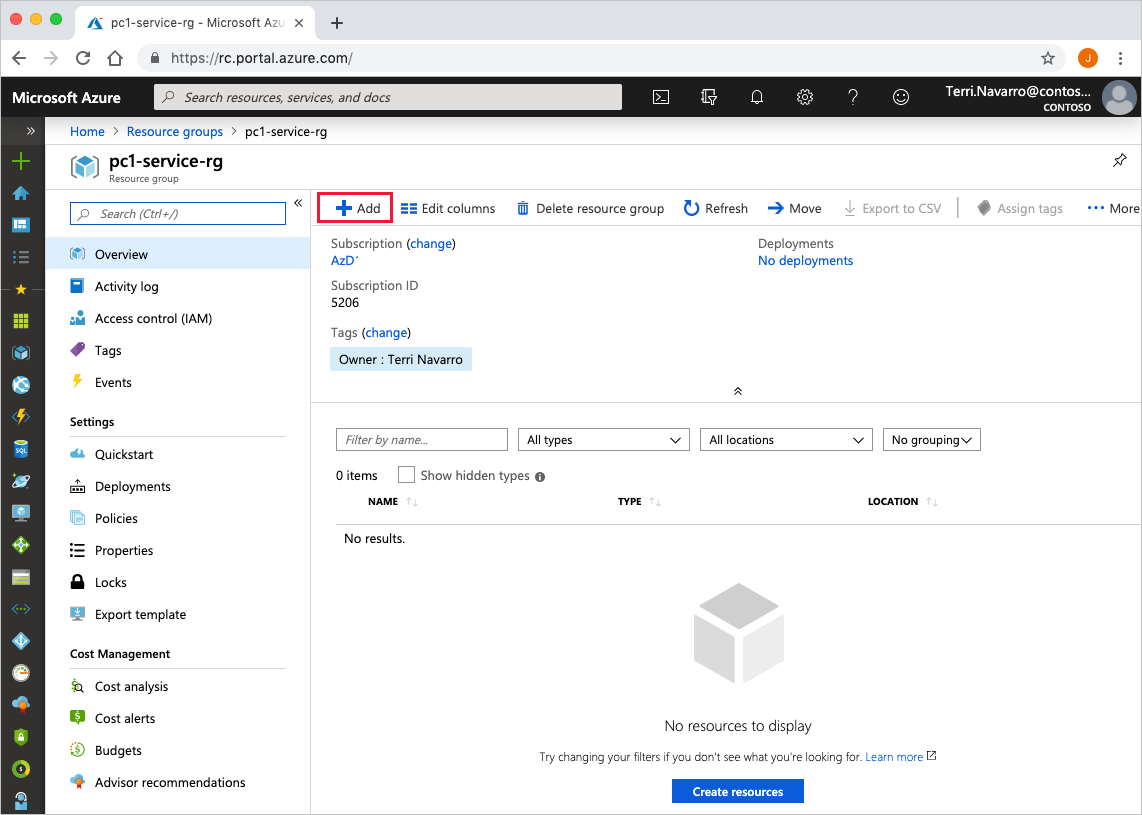 pc1-service-rg - Microsoft Azu
https://rc.portal.azure.com/
J
Microsoft Azure
Search resources, services, and docs
Terri.Navarro@contos...
CONTOSO
Home > Resource groups > pc1-service-rg
pc1-service-rg
Resource group
Search (Ctrl+/)
Overview
Activity log
Access control (IAM)
Tags
Events
Settings
Quickstart
Deployments
Policies
Properties
Locks
Export template
Cost Management
Cost analysis
Cost alerts
Budgets
Advisor recommendations
Add Edit columns Delete resource group Refresh Move Export to CSV Assign tags More
Subscription (change)
AzD
Subscription ID
5206
Tags (change)
Owner : Terri Navarro
Deployments
No deployments
Filter by name... All types All locations No grouping
0 items Show hidden types
NAME TYPE LOCATION
No results.
No resources to display
Try changing your filters if you don't see what you're looking for. Learn more
Create resources